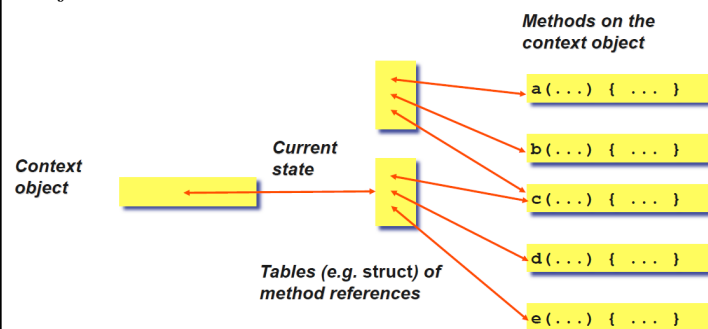 Methods on the
context object
a(...) { ... }
b(...) { ... }
Current
state
Context
object
c(...) { ... }
d(...) { ... }
Tables (e.g. struct) of
method references
e(...) { ... }